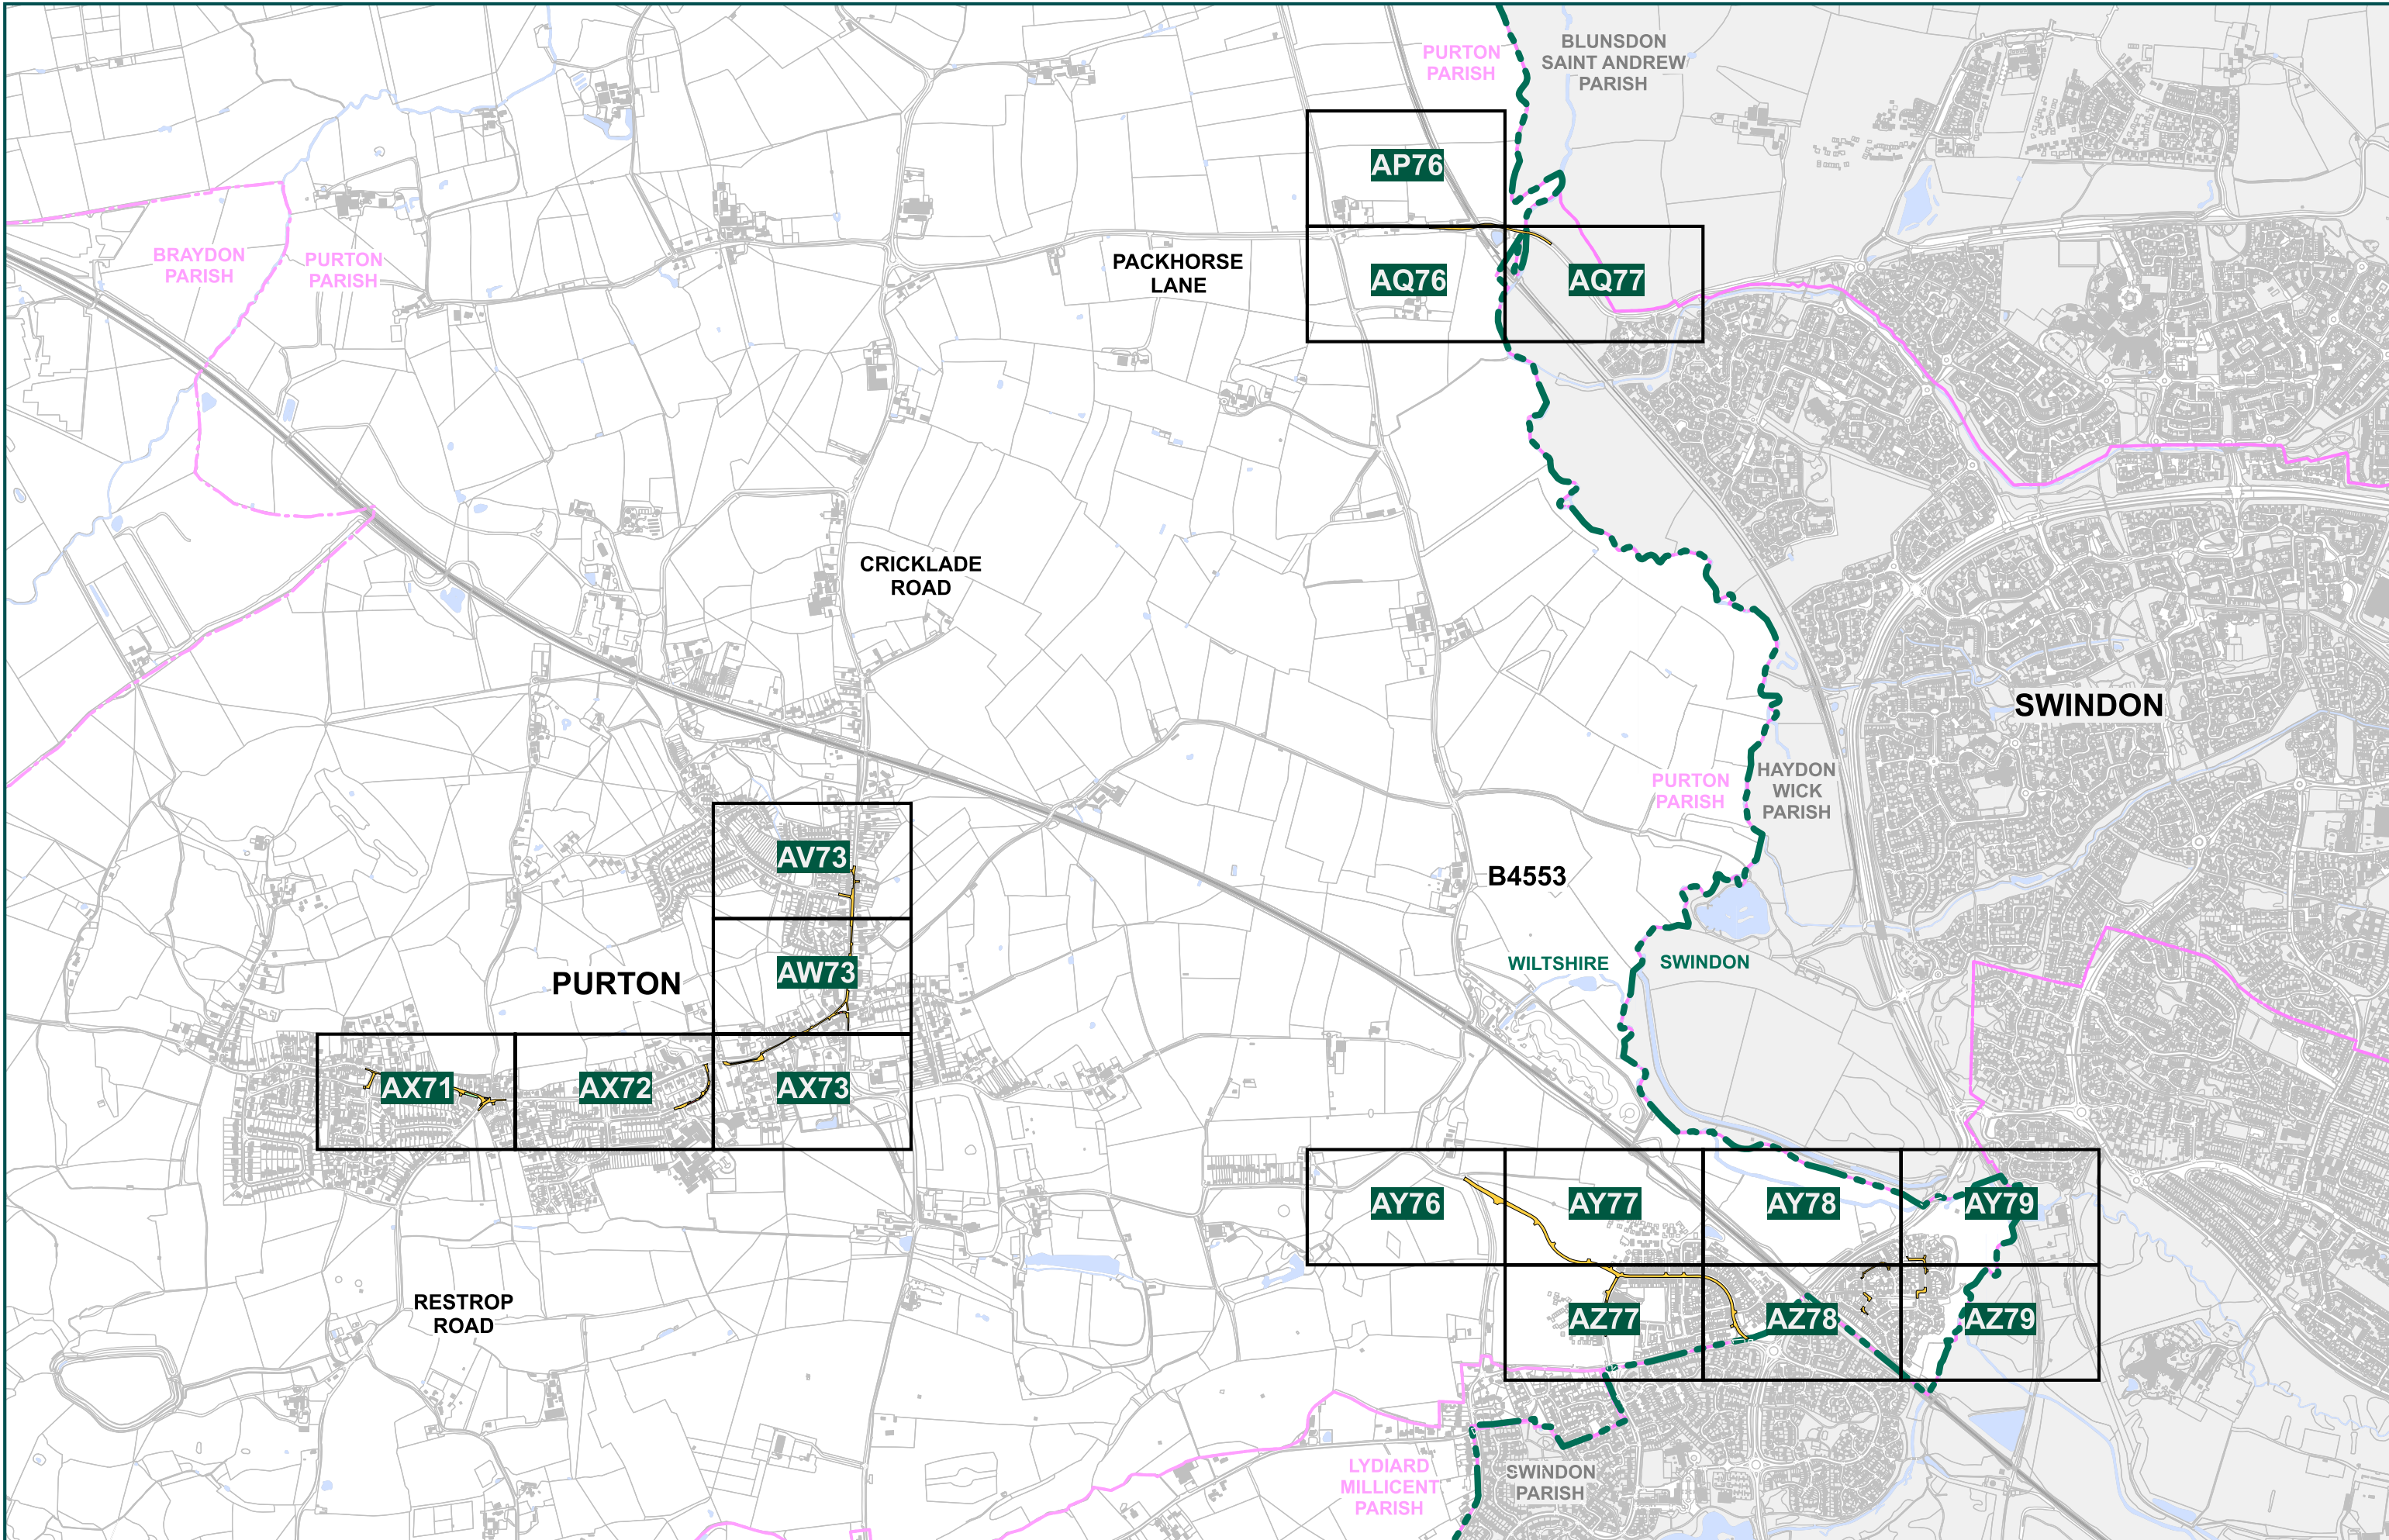 PURTON
PARISH
BLUNSDON
SAINT ANDREW
PARISH
AP76
BRAYDON
PARISH
PURTON
PARISH
PACKHORSE
LANE
AQ76
AQ77
CRICKLADE
ROAD
SWINDON
PURTON
PARISH
HAYDON
WICK
PARISH
AV73
B4553
WILTSHIRE
SWINDON
AW73
PURTON
AX71
AX72
AX73
AY76
AY77
AY78
AY79
RESTROP
ROAD
AZ77
AZ78
AZ79
LYDIARD
MILLICENT
PARISH
SWINDON
PARISH